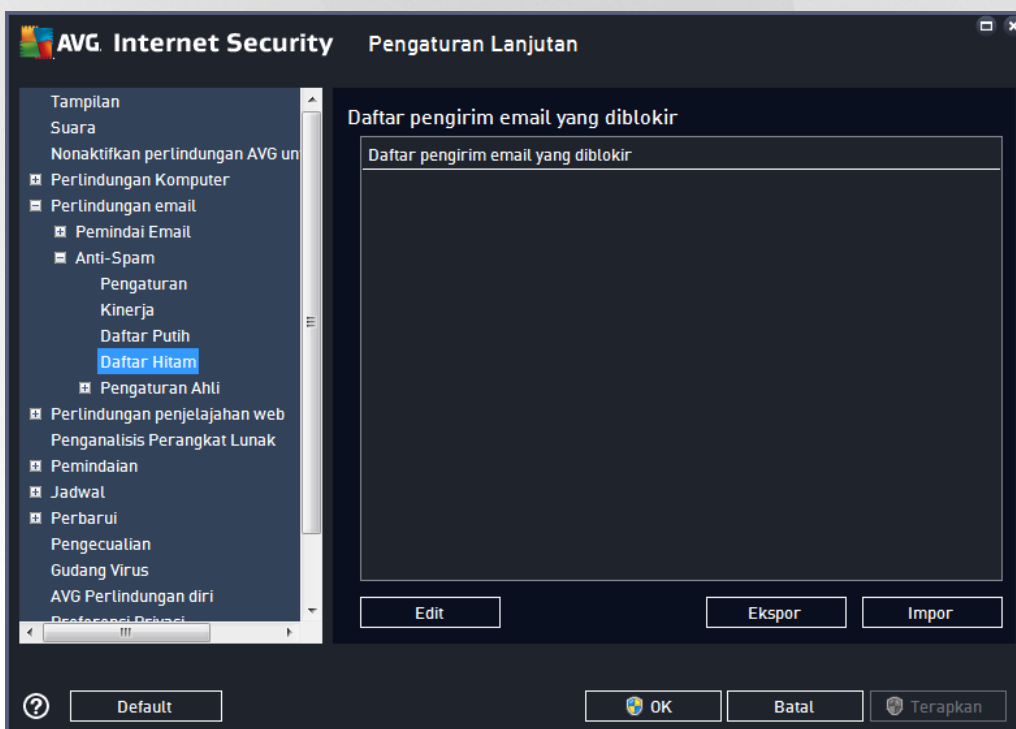 AVG. Internet Security Pengaturan Lanjutan
Tampilan
Suara
Nonaktifkan perlindungan AVG un
Perlindungan Komputer
Perlindungan email
Pemindai Email
Anti-Spam
Pengaturan
Kinerja
Daftar Putih
Daftar Hitam
Pengaturan Ahli
Perlindungan penjelajahan web
Penganalisis Perangkat Lunak
Pemindaian
Jadwal
Perbarui
Pengecualian
Gudang Virus
AVG Perlindungan diri
Preferensi Privasi
Daftar pengirim email yang diblokir
Daftar pengirim email yang diblokir
Edit Ekspor Impor
? Default OK Batal Terapkan